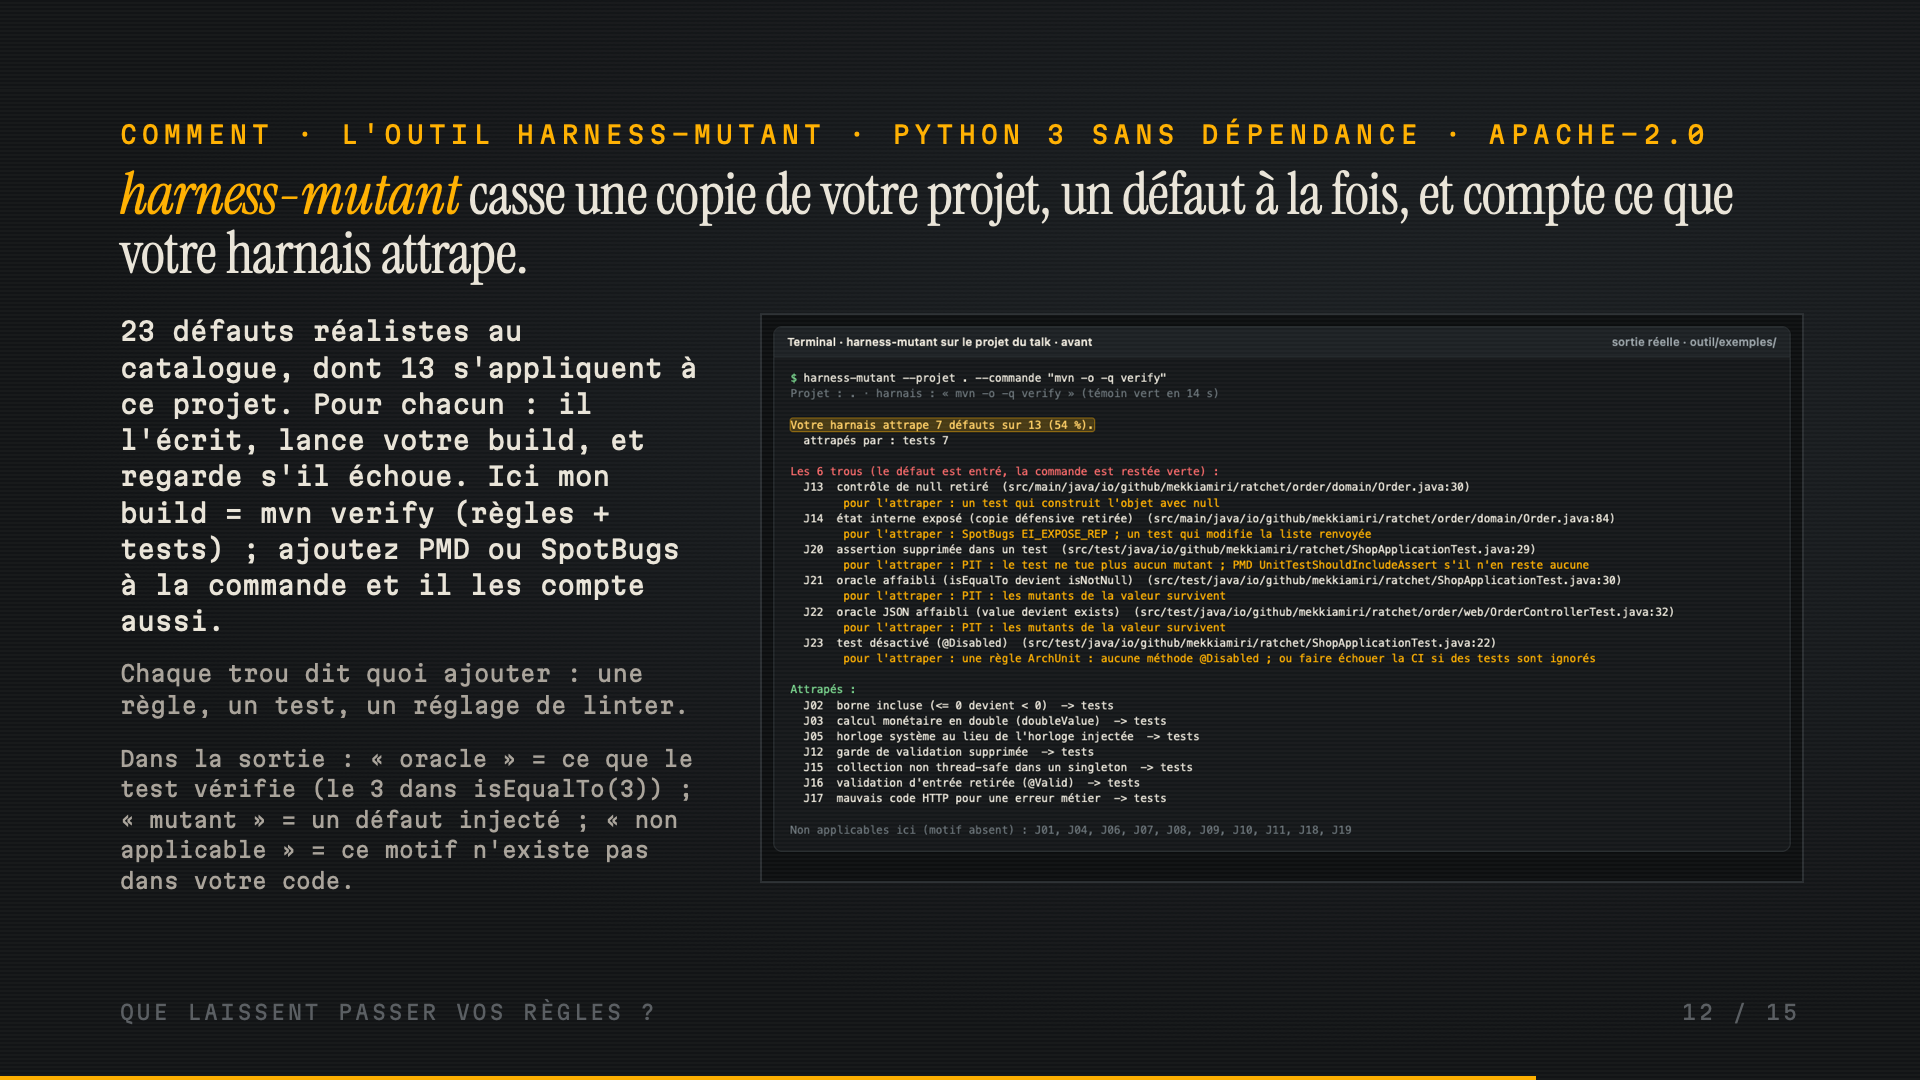 COMMENT · L'OUTIL HARNESS-MUTANT · PYTHON 3 SANS DÉPENDANCE · APACHE-2.0
harness-mutant casse une copie de votre projet, un défaut à la fois, et compte ce que
votre harnais attrape.
23 défauts réalistes au
catalogue, dont 13 s'appliquent à
ce projet. Pour chacun : il
l'écrit, lance votre build, et
regarde s'il échoue. Ici mon
build = mvn verify (règles +
tests) ; ajoutez PMD ou SpotBugs
à la commande et il les compte
aussi.
Chaque trou dit quoi ajouter : une
règle, un test, un réglage de linter.
Dans la sortie : « oracle » = ce que le
test vérifie (le 3 dans isEqualTo(3)) ;
« mutant » = un défaut injecté ; « non
applicable » = ce motif n'existe pas
dans votre code.
Terminal · harness-mutant sur le projet du talk · avant
sortie réelle · outil/exemples/
$ harness-mutant --projet . --commande "mvn -o -q verify"
Projet : . · harnais : « mvn -o -q verify » (témoin vert en 14 s)
Votre harnais attrape 7 défauts sur 13 (54 %).
attrapés par : tests 7
Les 6 trous (le défaut est entré, la commande est restée verte) :
J13 contrôle de null retiré (src/main/java/io/github/mekkiamiri/ratchet/order/domain/Order.java:30)
pour l'attraper : un test qui construit l'objet avec null
J14 état interne exposé (copie défensive retirée) (src/main/java/io/github/mekkiamiri/ratchet/order/domain/Order.java:84)
pour l'attraper : SpotBugs EI_EXPOSE_REP ; un test qui modifie la liste renvoyée
J20 assertion supprimée dans un test (src/test/java/io/github/mekkiamiri/ratchet/ShopApplicationTest.java:29)
pour l'attraper : PIT : le test ne tue plus aucun mutant ; PMD UnitTestShouldIncludeAssert s'il n'en reste aucune
J21 oracle affaibli (isEqualTo devient isNotNull) (src/test/java/io/github/mekkiamiri/ratchet/ShopApplicationTest.java:30)
pour l'attraper : PIT : les mutants de la valeur survivent
J22 oracle JSON affaibli (value devient exists) (src/test/java/io/github/mekkiamiri/ratchet/order/web/OrderControllerTest.java:32)
pour l'attraper : PIT : les mutants de la valeur survivent
J23 test désactivé (@Disabled) (src/test/java/io/github/mekkiamiri/ratchet/ShopApplicationTest.java:22)
pour l'attraper : une règle ArchUnit : aucune méthode @Disabled ; ou faire échouer la CI si des tests sont ignorés
Attrapés :
J02 borne incluse (<= 0 devient < 0) -> tests
J03 calcul monétaire en double (doubleValue) -> tests
J05 horloge système au lieu de l'horloge injectée -> tests
J12 garde de validation supprimée -> tests
J15 collection non thread-safe dans un singleton -> tests
J16 validation d'entrée retirée (@Valid) -> tests
J17 mauvais code HTTP pour une erreur métier -> tests
Non applicables ici (motif absent) : J01, J04, J06, J07, J08, J09, J10, J11, J18, J19
QUE LAISSENT PASSER VOS RÈGLES ?
12 / 15